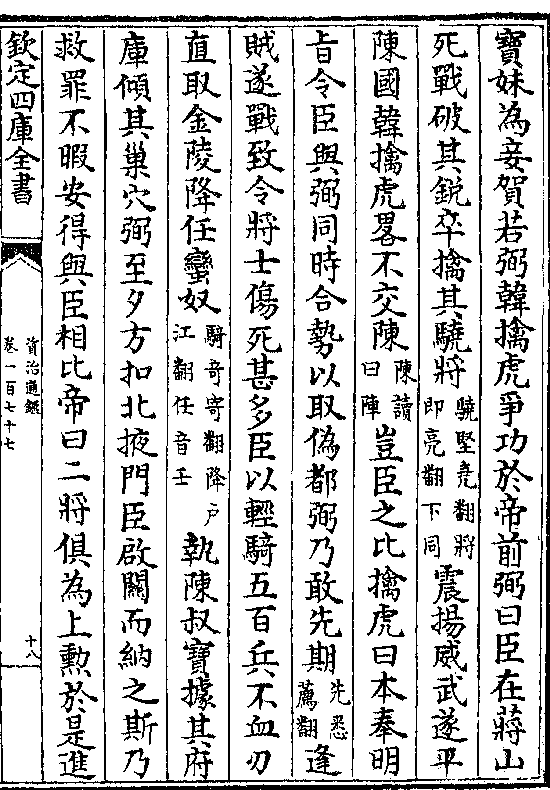 寶妹為妾賀若弼韓擒虎爭功於帝前弼曰臣在蔣山
死戰破其鋭卒擒其驍將驍堅堯翻將即亮翻下同震揚威武遂平
陳國韓擒虎畧不交陳陳讀曰陣豈臣之比擒虎曰本奉明
旨令臣與弼同時合勢以取偽都弼乃敢先期先悉薦翻逢
賊遂戰致令將士傷死甚多臣以輕騎五百兵不血刃
直取金陵降任蠻奴騎奇寄翻降戶江翻任音壬執陳叔寶據其府
庫傾其巢穴弼至夕方扣北掖門臣啟關而納之斯乃
救罪不暇安得與臣相比帝曰二將俱為上勲於是進
欽定四庫全書
資治通鑑
卷一百七十七
十八